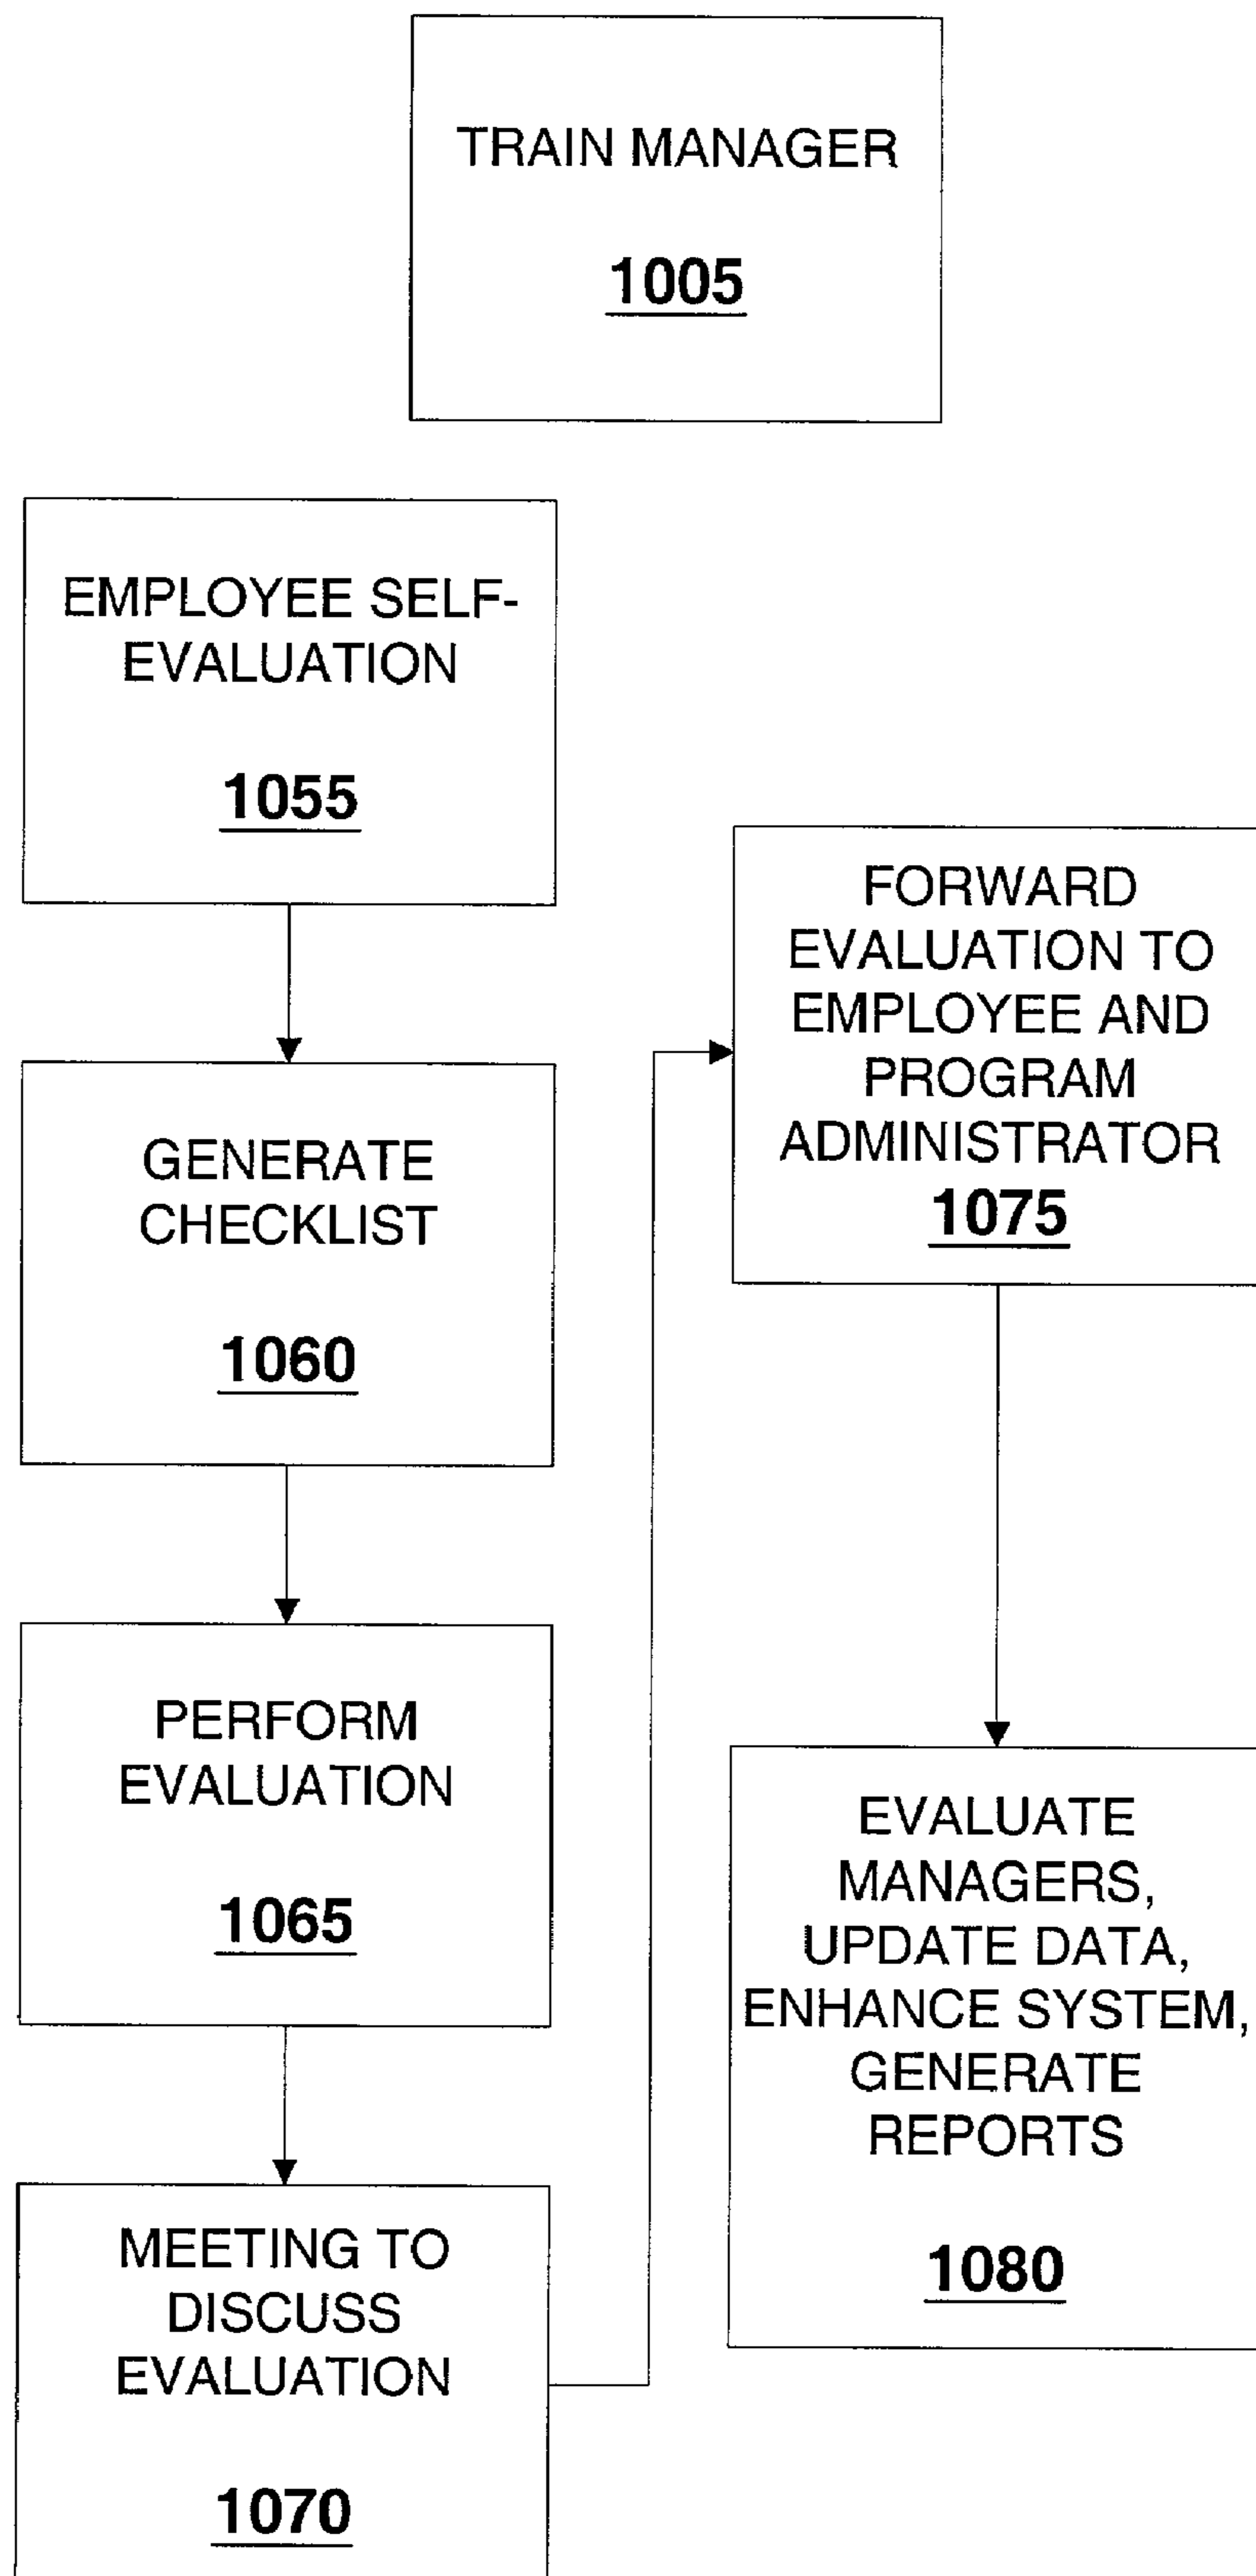 TRAIN MANAGER
1005
EMPLOYEE SELF-
EVALUATION
1055
GENERATE
CHECKLIST
1060
PERFORM
EVALUATION
1065
MEETING TO
DISCUSS
EVALUATION
1070
FORWARD
EVALUATION TO
EMPLOYEE AND
PROGRAM
ADMINISTRATOR
1075
EVALUATE
MANAGERS,
UPDATE DATA,
ENHANCE SYSTEM,
GENERATE
REPORTS
1080